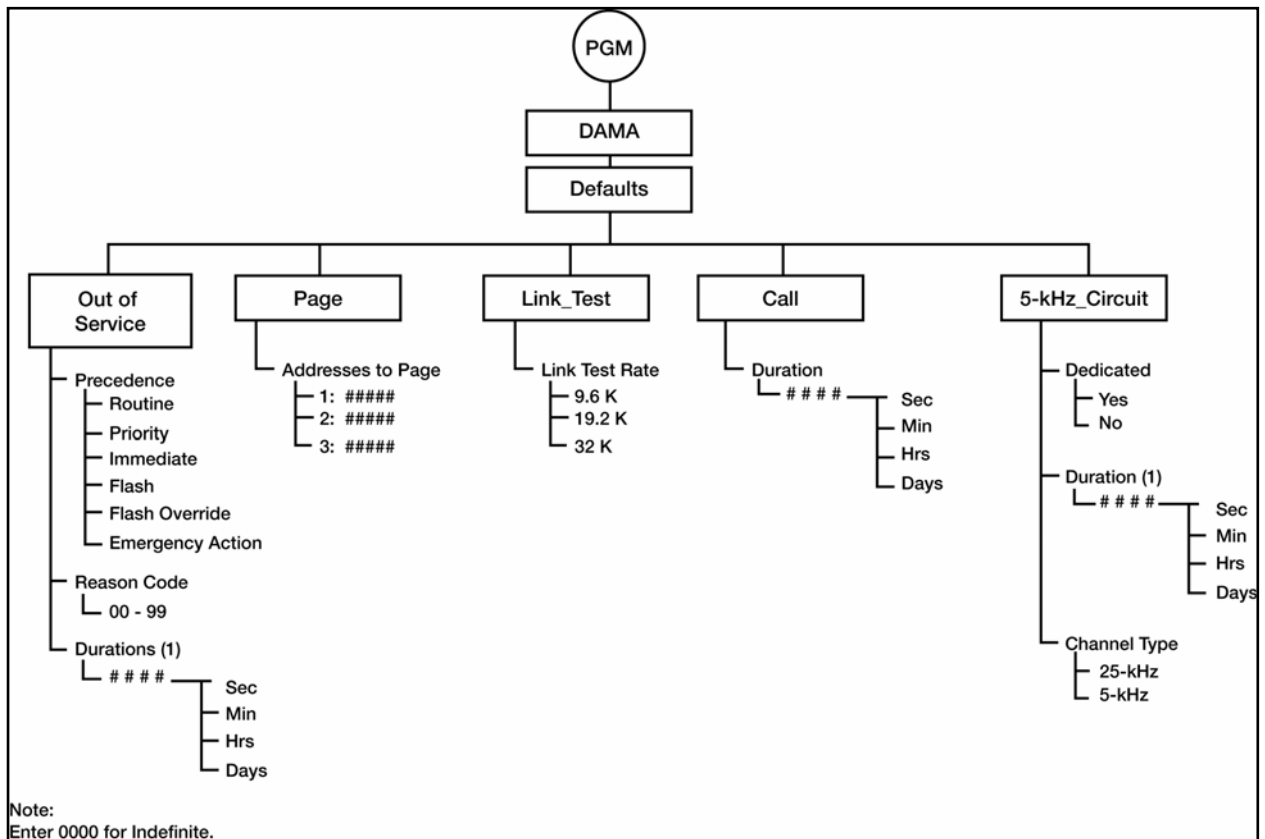 PGM
DAMA
Defaults
Out of
Service
Precedence
Routine
Priority
Immediate
Flash
Flash Override
Emergency Action
Reason Code
00 - 99
Durations (1)
# # # #
Sec
Min
Hrs
Days
Page
Addresses to Page
1: #####
2: #####
3: #####
Link_Test
Link Test Rate
9.6 K
19.2 K
32 K
Call
Duration
# # # #
Sec
Min
Hrs
Days
5-kHz_Circuit
Dedicated
Yes
No
Duration (1)
# # # #
Sec
Min
Hrs
Days
Channel Type
25-kHz
5-kHz
Note:
Enter 0000 for Indefinite.